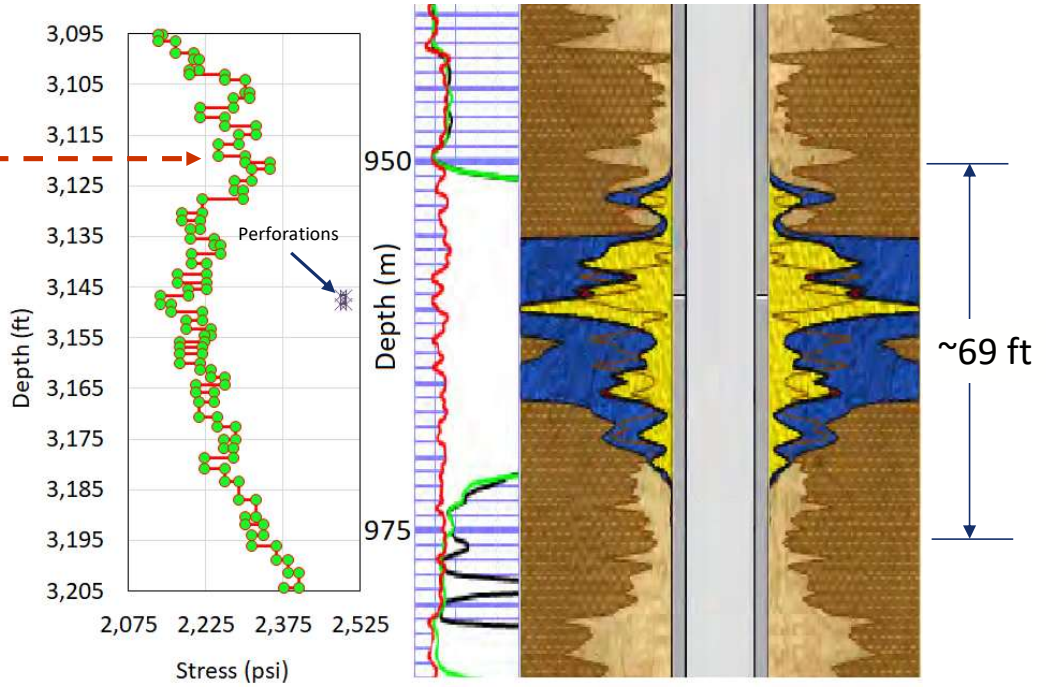 3,095
3,105
3,115
3,125
3,135
3,145
3,155
3,165
3,175
3,185
3,195
3,205
Depth (ft)
2,075 2,225 2,375 2,525
Stress (psi)
Perforations
950
975
Depth (m)
~69 ft